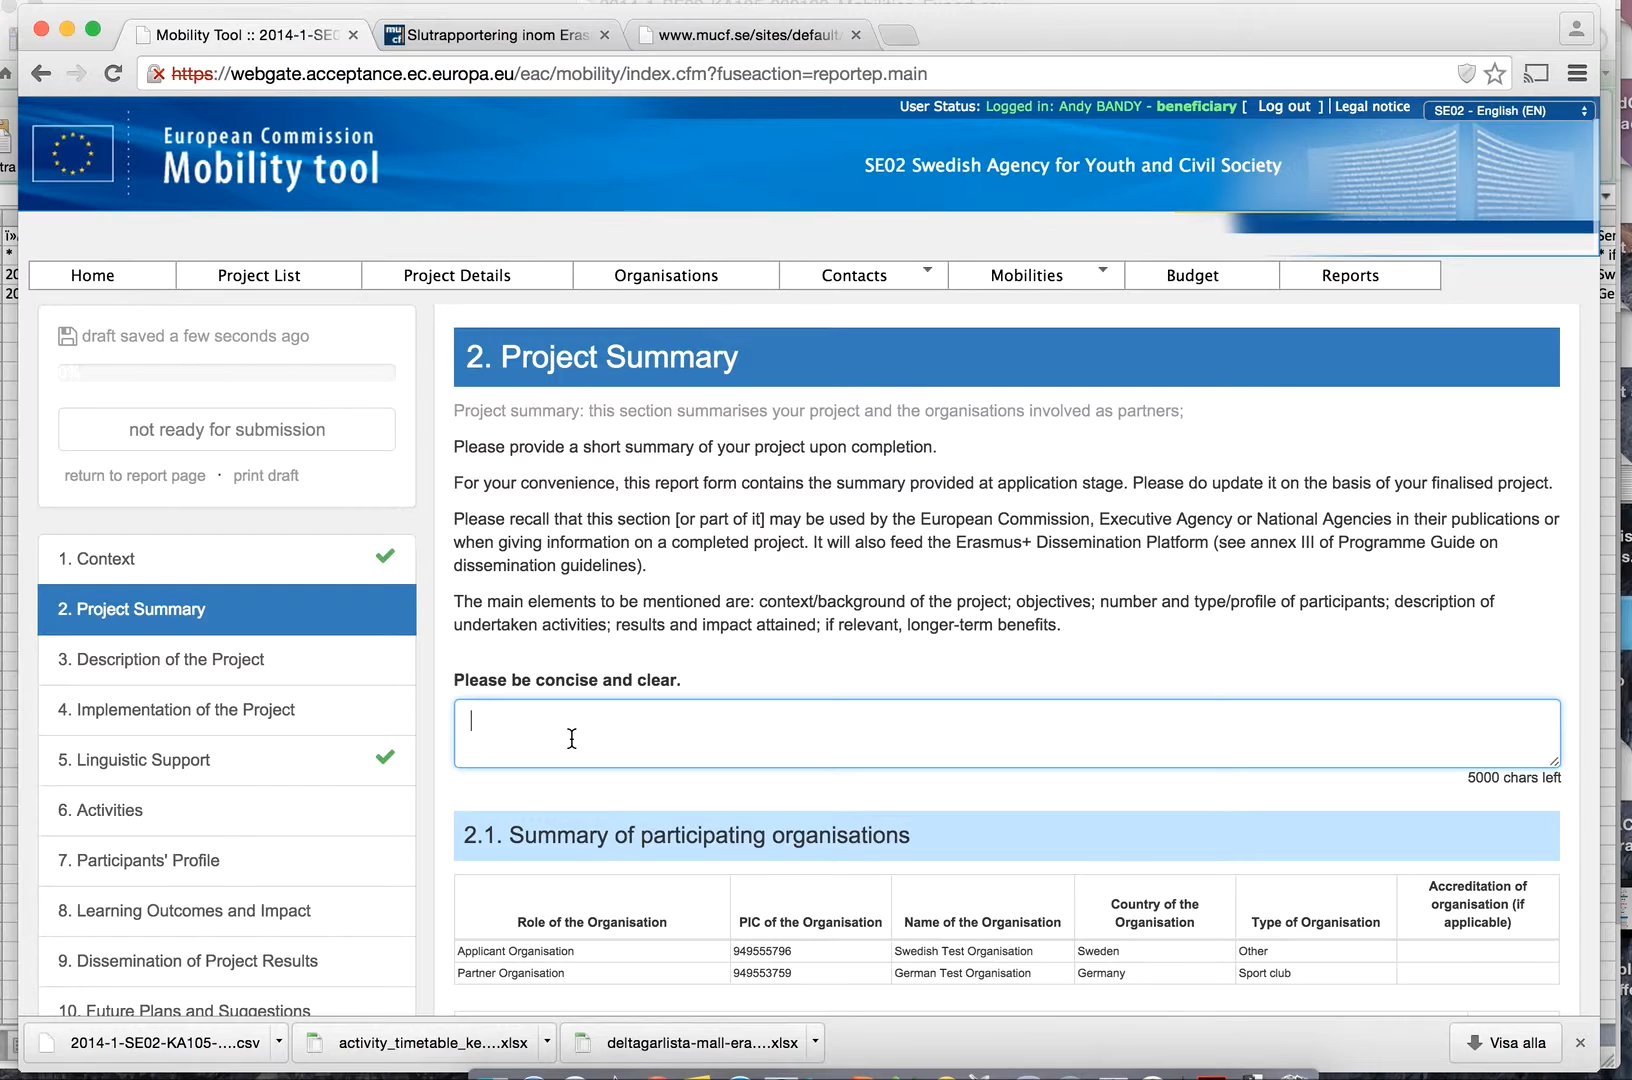 Mobility Tool :: 2014-1-SE0
Slutrapportering inom Eras
www.mucf.se/sites/default/
https://webgate.acceptance.ec.europa.eu/eac/mobility/index.cfm?fuseaction=reportep.main
User Status: Logged in: Andy BANDY - beneficiary [ Log out ] | Legal notice
SE02 - English (EN)
European Commission
Mobility tool
SE02 Swedish Agency for Youth and Civil Society
Home
Project List
Project Details
Organisations
Contacts
Mobilities
Budget
Reports
draft saved a few seconds ago
not ready for submission
return to report page · print draft
1. Context
2. Project Summary
3. Description of the Project
4. Implementation of the Project
5. Linguistic Support
6. Activities
7. Participants' Profile
8. Learning Outcomes and Impact
9. Dissemination of Project Results
10. Future Plans and Suggestions
2. Project Summary
Project summary: this section summarises your project and the organisations involved as partners;
Please provide a short summary of your project upon completion.
For your convenience, this report form contains the summary provided at application stage. Please do update it on the basis of your finalised project.
Please recall that this section [or part of it] may be used by the European Commission, Executive Agency or National Agencies in their publications or
when giving information on a completed project. It will also feed the Erasmus+ Dissemination Platform (see annex III of Programme Guide on
dissemination guidelines).
The main elements to be mentioned are: context/background of the project; objectives; number and type/profile of participants; description of
undertaken activities; results and impact attained; if relevant, longer-term benefits.
Please be concise and clear.
5000 chars left
2.1. Summary of participating organisations
Role of the Organisation
PIC of the Organisation
Name of the Organisation
Country of the
Organisation
Type of Organisation
Accreditation of
organisation (if
applicable)
Applicant Organisation 949555796 Swedish Test Organisation Sweden Other
Partner Organisation 949553759 German Test Organisation Germany Sport club
2014-1-SE02-KA105-....csv
activity_timetable_ke....xlsx
deltagarlista-mall-era....xlsx
Visa alla